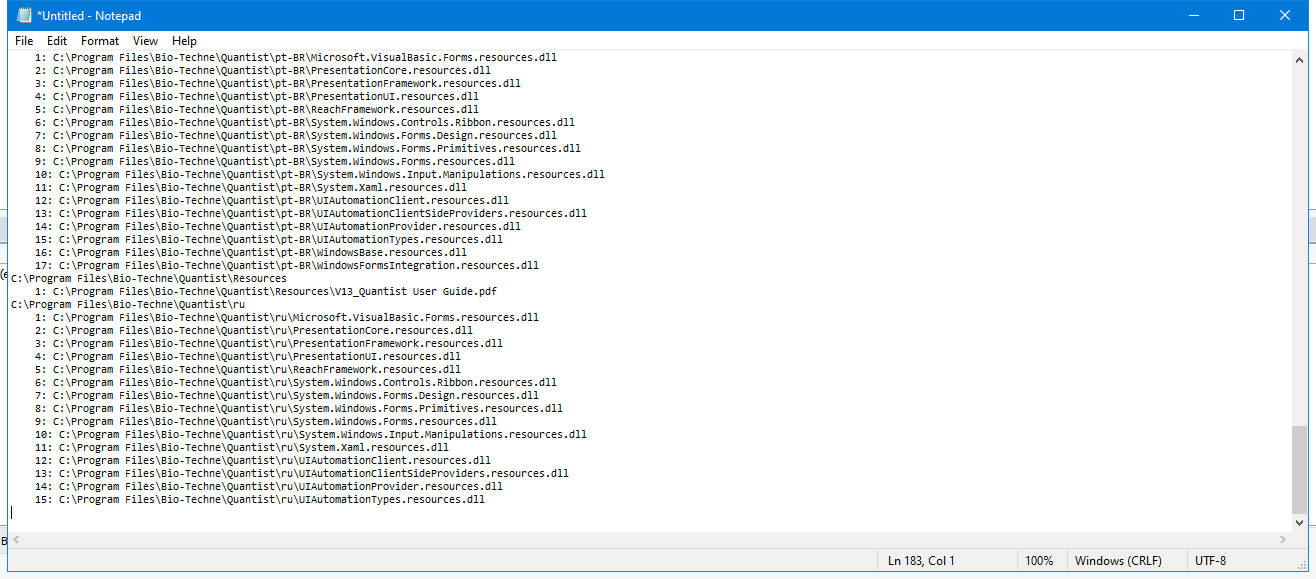 *Untitled - Notepad
File Edit Format View Help
1: C:\Program Files\Bio-Techne\Quantist\pt-BR\Microsoft.VisualBasic.Forms.resources.dll
2: C:\Program Files\Bio-Techne\Quantist\pt-BR\PresentationCore.resources.dll
3: C:\Program Files\Bio-Techne\Quantist\pt-BR\PresentationFramework.resources.dll
4: C:\Program Files\Bio-Techne\Quantist\pt-BR\PresentationUI.resources.dll
5: C:\Program Files\Bio-Techne\Quantist\pt-BR\ReachFramework.resources.dll
6: C:\Program Files\Bio-Techne\Quantist\pt-BR\System.Windows.Controls.Ribbon.resources.dll
7: C:\Program Files\Bio-Techne\Quantist\pt-BR\System.Windows.Forms.Design.resources.dll
8: C:\Program Files\Bio-Techne\Quantist\pt-BR\System.Windows.Forms.Primitives.resources.dll
9: C:\Program Files\Bio-Techne\Quantist\pt-BR\System.Windows.Forms.resources.dll
10: C:\Program Files\Bio-Techne\Quantist\pt-BR\System.Windows.Input.Manipulations.resources.dll
11: C:\Program Files\Bio-Techne\Quantist\pt-BR\System.Xaml.resources.dll
12: C:\Program Files\Bio-Techne\Quantist\pt-BR\UIAutomationClient.resources.dll
13: C:\Program Files\Bio-Techne\Quantist\pt-BR\UIAutomationClientSideProviders.resources.dll
14: C:\Program Files\Bio-Techne\Quantist\pt-BR\UIAutomationProvider.resources.dll
15: C:\Program Files\Bio-Techne\Quantist\pt-BR\UIAutomationTypes.resources.dll
16: C:\Program Files\Bio-Techne\Quantist\pt-BR\WindowsBase.resources.dll
17: C:\Program Files\Bio-Techne\Quantist\pt-BR\WindowsFormsIntegration.resources.dll
C:\Program Files\Bio-Techne\Quantist\Resources
1: C:\Program Files\Bio-Techne\Quantist\Resources\V13_Quantist User Guide.pdf
C:\Program Files\Bio-Techne\Quantist\ru
1: C:\Program Files\Bio-Techne\Quantist\ru\Microsoft.VisualBasic.Forms.resources.dll
2: C:\Program Files\Bio-Techne\Quantist\ru\PresentationCore.resources.dll
3: C:\Program Files\Bio-Techne\Quantist\ru\PresentationFramework.resources.dll
4: C:\Program Files\Bio-Techne\Quantist\ru\PresentationUI.resources.dll
5: C:\Program Files\Bio-Techne\Quantist\ru\ReachFramework.resources.dll
6: C:\Program Files\Bio-Techne\Quantist\ru\System.Windows.Controls.Ribbon.resources.dll
7: C:\Program Files\Bio-Techne\Quantist\ru\System.Windows.Forms.Design.resources.dll
8: C:\Program Files\Bio-Techne\Quantist\ru\System.Windows.Forms.Primitives.resources.dll
9: C:\Program Files\Bio-Techne\Quantist\ru\System.Windows.Forms.resources.dll
10: C:\Program Files\Bio-Techne\Quantist\ru\System.Windows.Input.Manipulations.resources.dll
11: C:\Program Files\Bio-Techne\Quantist\ru\System.Xaml.resources.dll
12: C:\Program Files\Bio-Techne\Quantist\ru\UIAutomationClient.resources.dll
13: C:\Program Files\Bio-Techne\Quantist\ru\UIAutomationClientSideProviders.resources.dll
14: C:\Program Files\Bio-Techne\Quantist\ru\UIAutomationProvider.resources.dll
15: C:\Program Files\Bio-Techne\Quantist\ru\UIAutomationTypes.resources.dll
Ln 183, Col 1 100% Windows (CRLF) UTF-8